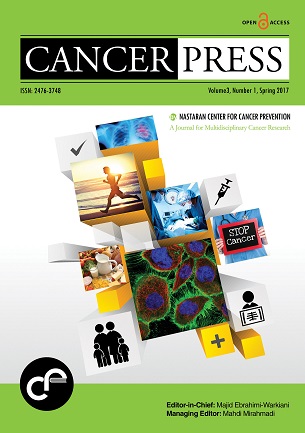 OPEN ACCESS
CANCER PRESS
ISSN: 2476-3748
Volume3, Number 1, Spring 2017
NASTARAN CENTER FOR CANCER PREVENTION
A Journal for Multidisciplinary Cancer Research
STOP
Cancer
Editor-in-Chief: Majid Ebrahimi-Warkiani
Managing Editor: Mahdi Mirahmadi